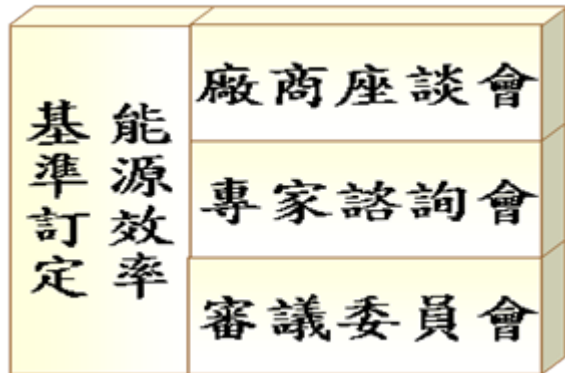 能源效率
基準訂定
廠商座談會
專家諮詢會
審議委員會